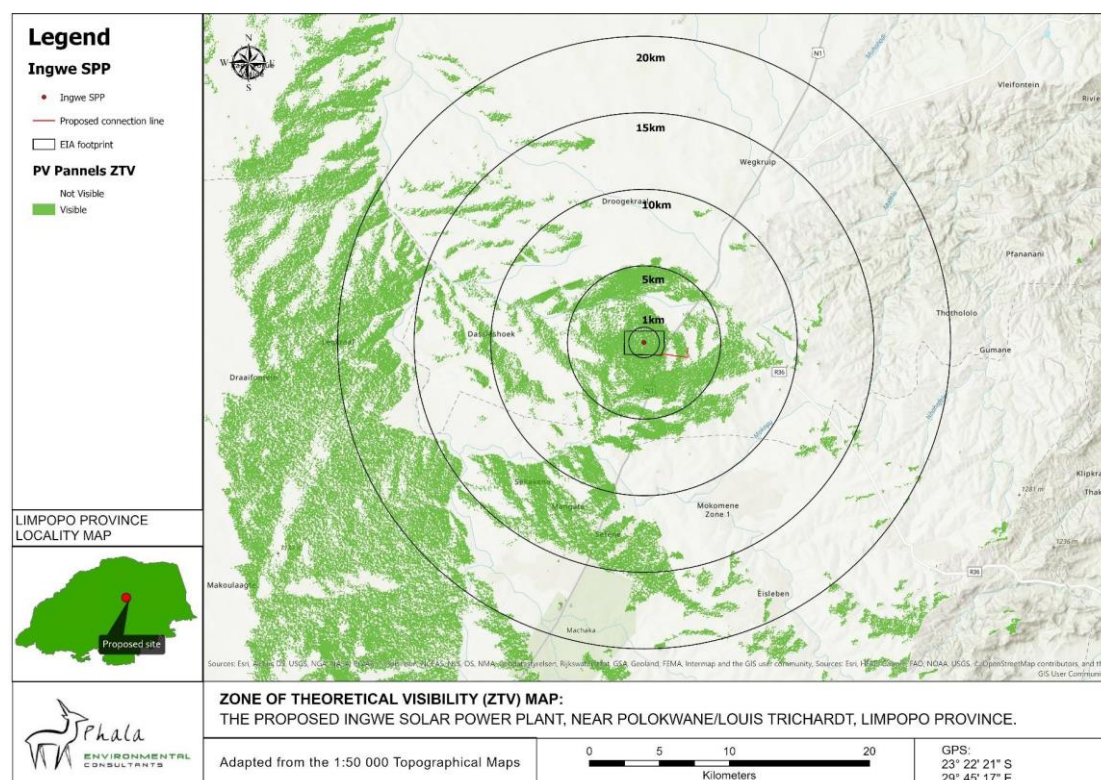 Legend
Ingwe SPP
Ingwe SPP
Proposed connection line
EIA footprint
PV Pannels ZTV
Not Visible
Visible
N
W
E
S
20km
15km
10km
5km
1km
N1
Vleifontein
Wegkruip
Droogekraal
Pfananani
Thothololo
Gumane
R36
Draaifontein
Mokomene
Zone 1
1281 m
1236 m
R36
Makoulaagte
Eisleben
Machaka
LIMPOPO PROVINCE
LOCALITY MAP
Proposed site
Phala
ENVIRONMENTAL
CONSULTANTS
ZONE OF THEORETICAL VISIBILITY (ZTV) MAP:
THE PROPOSED INGWE SOLAR POWER PLANT, NEAR POLOKWANE/LOUIS TRICHARDT, LIMPOPO PROVINCE.
Adapted from the 1:50 000 Topographical Maps
0 5 10 20
Kilometers
GPS:
23° 22' 21" S
29° 45' 17" E